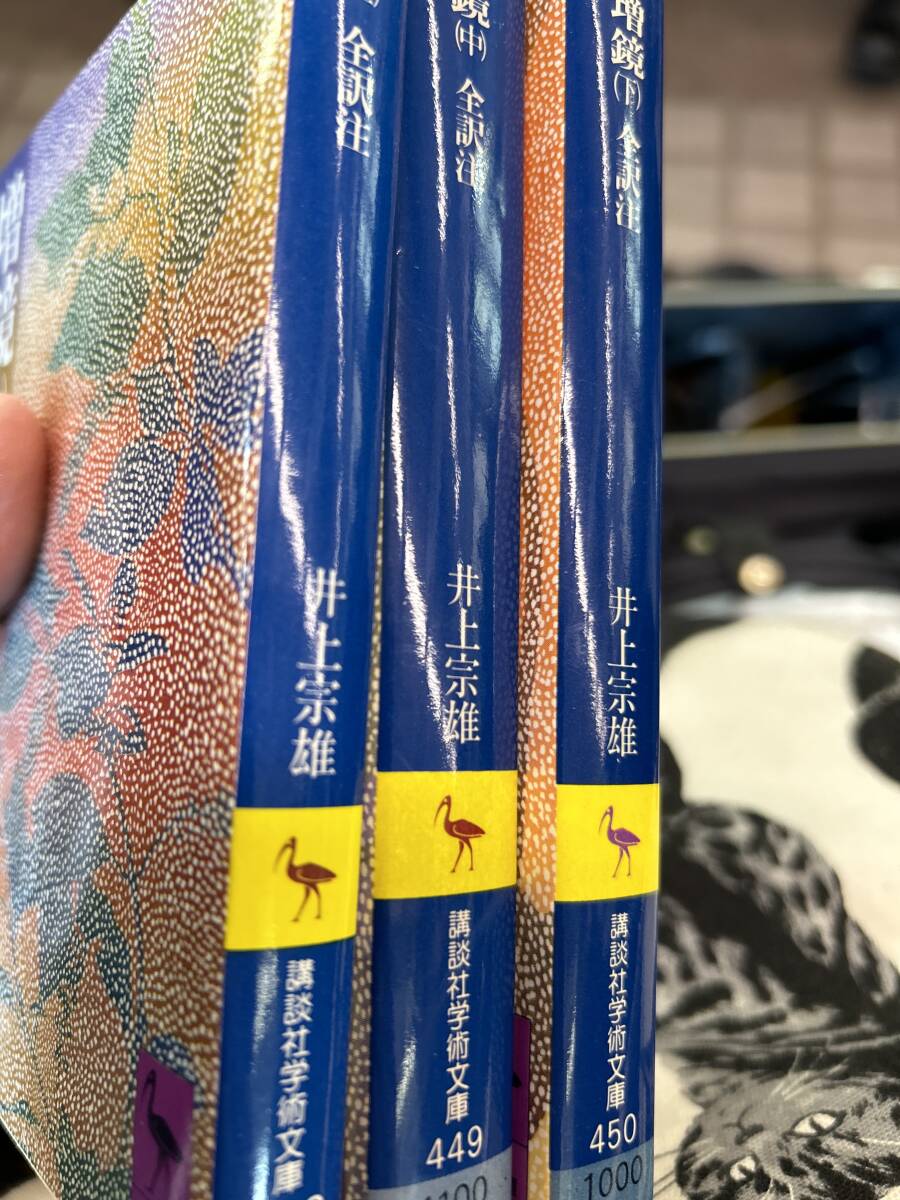 全訳注
井上宗雄
講談社学術文庫
鏡(中) 全訳注
井上宗雄
講談社学術文庫
449
1100
増鏡(下) 全訳注
井上宗雄
講談社学術文庫
450
1000